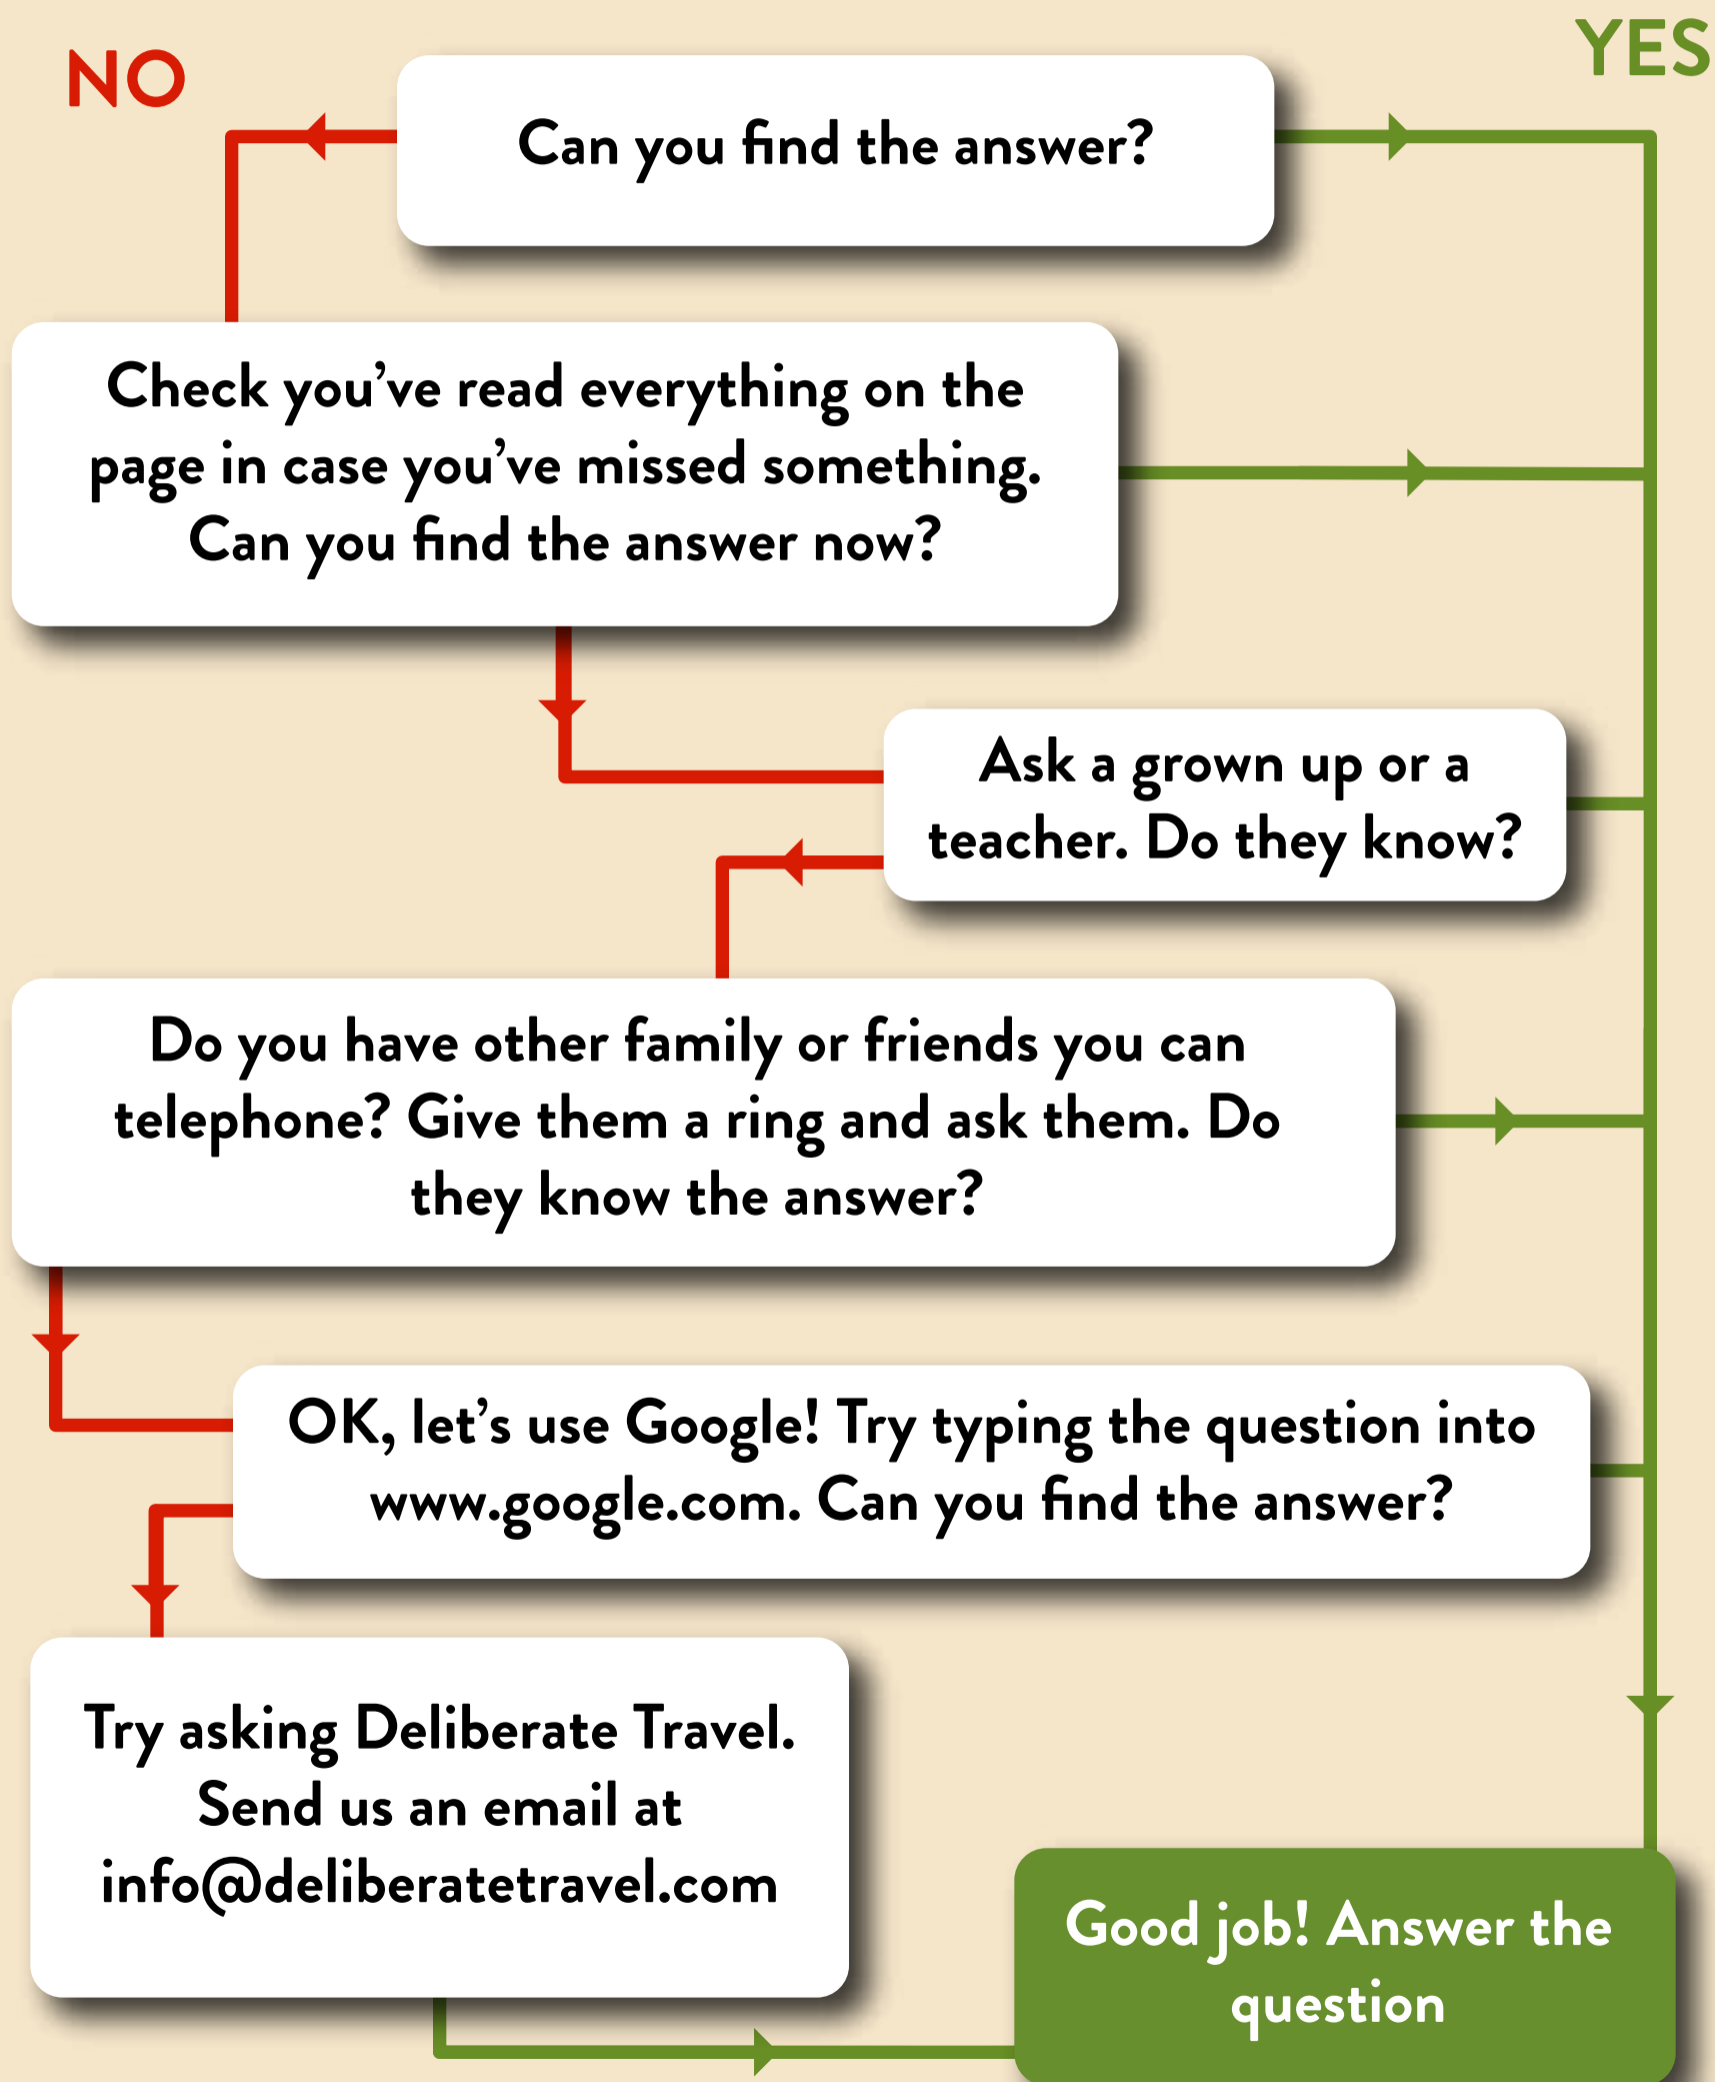 NO
YES
Can you find the answer?
Check you’ve read everything on the
page in case you’ve missed something.
Can you find the answer now?
Ask a grown up or a
teacher. Do they know?
Do you have other family or friends you can
telephone? Give them a ring and ask them. Do
they know the answer?
OK, let’s use Google! Try typing the question into
www.google.com. Can you find the answer?
Try asking Deliberate Travel.
Send us an email at
info@deliberatetravel.com
Good job! Answer the
question